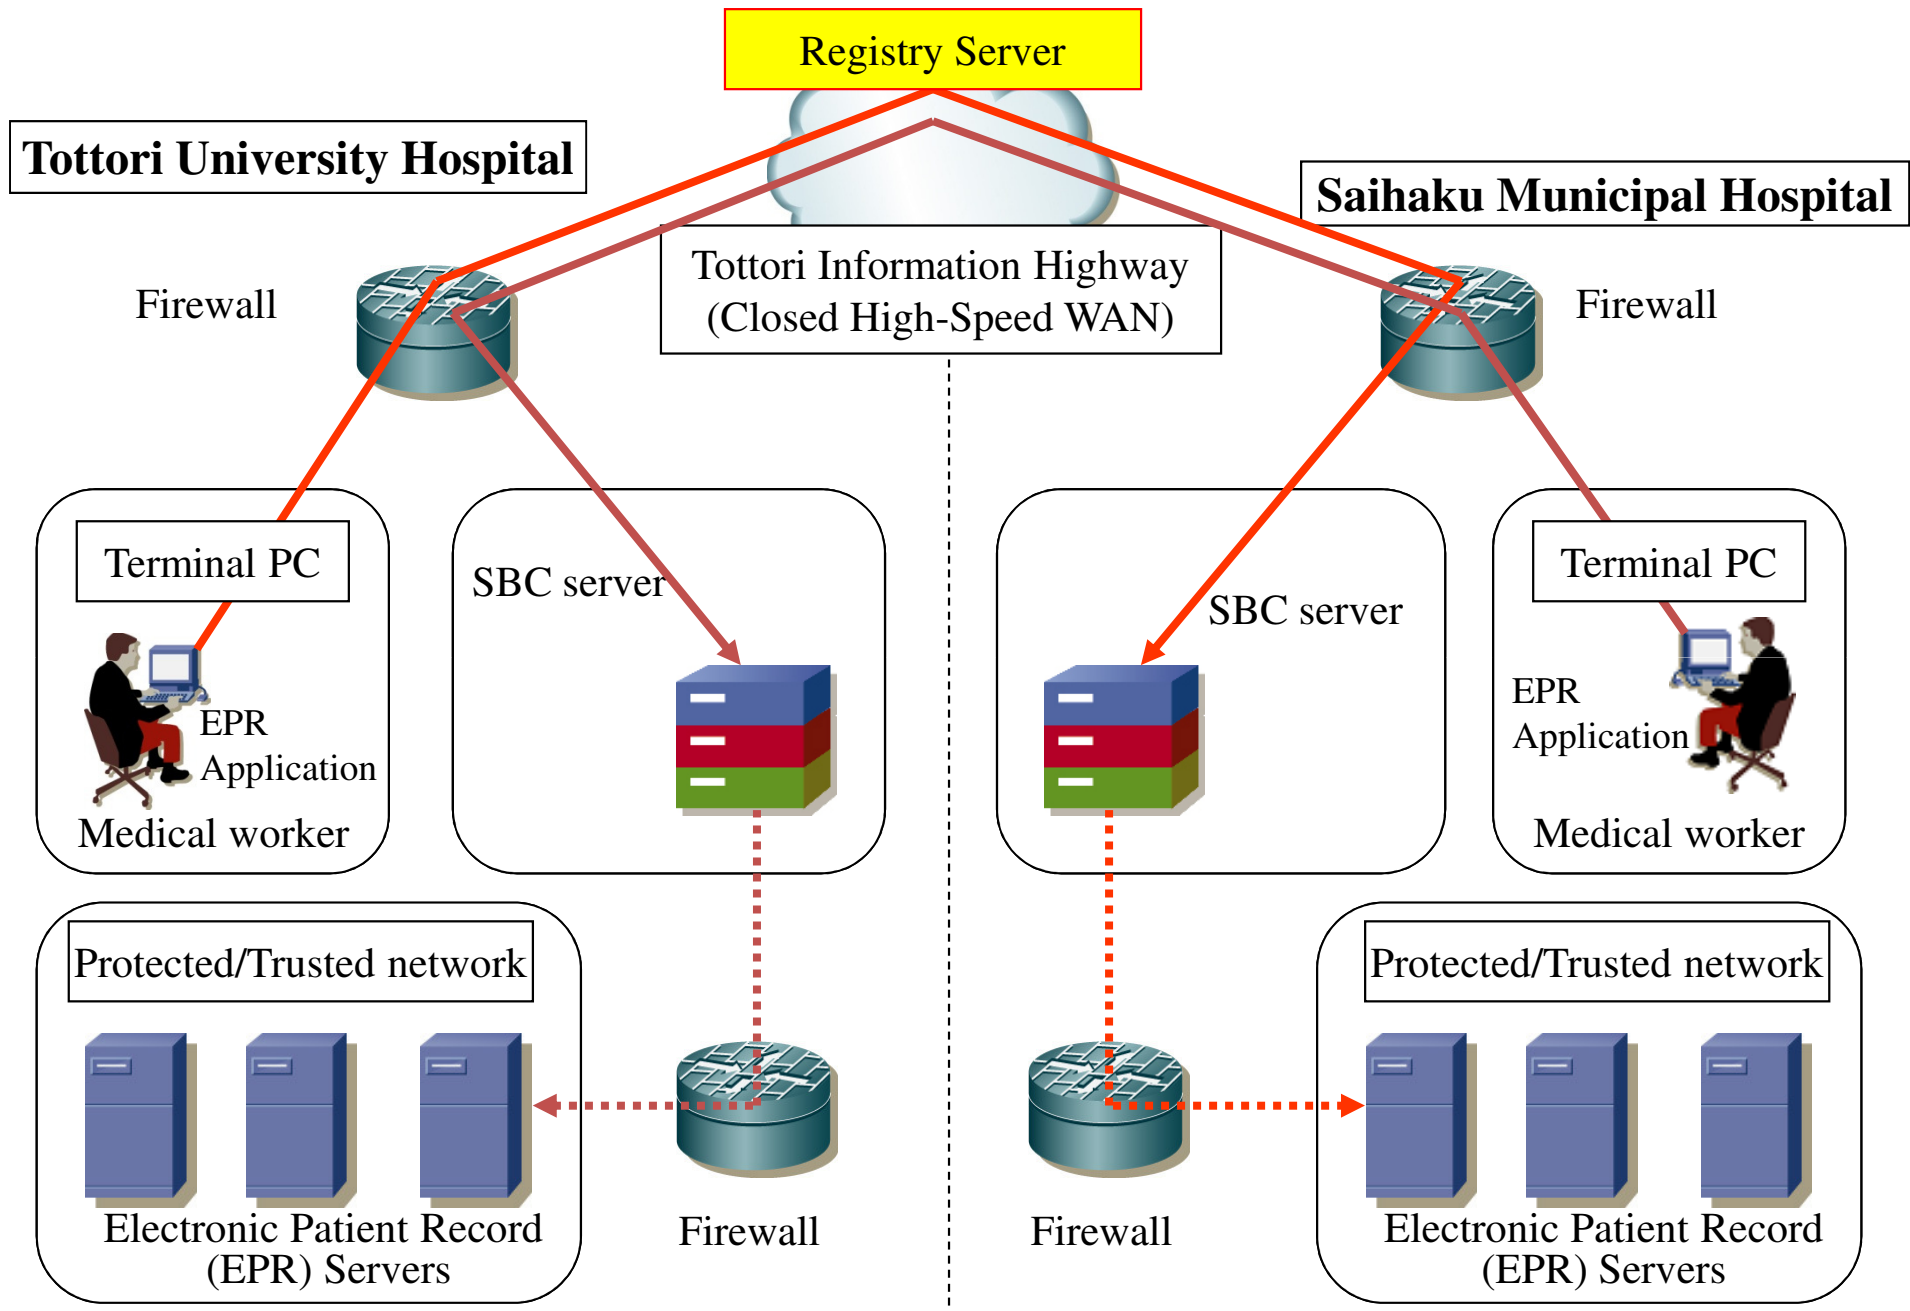 Registry Server
Tottori University Hospital
Saihaku Municipal Hospital
Tottori Information Highway
(Closed High-Speed WAN)
Firewall
Firewall
Terminal PC
SBC server
SBC server
Terminal PC
EPR
Application
EPR
Application
Medical worker
Medical worker
Protected/Trusted network
Protected/Trusted network
Electronic Patient Record
(EPR) Servers
Firewall
Firewall
Electronic Patient Record
(EPR) Servers